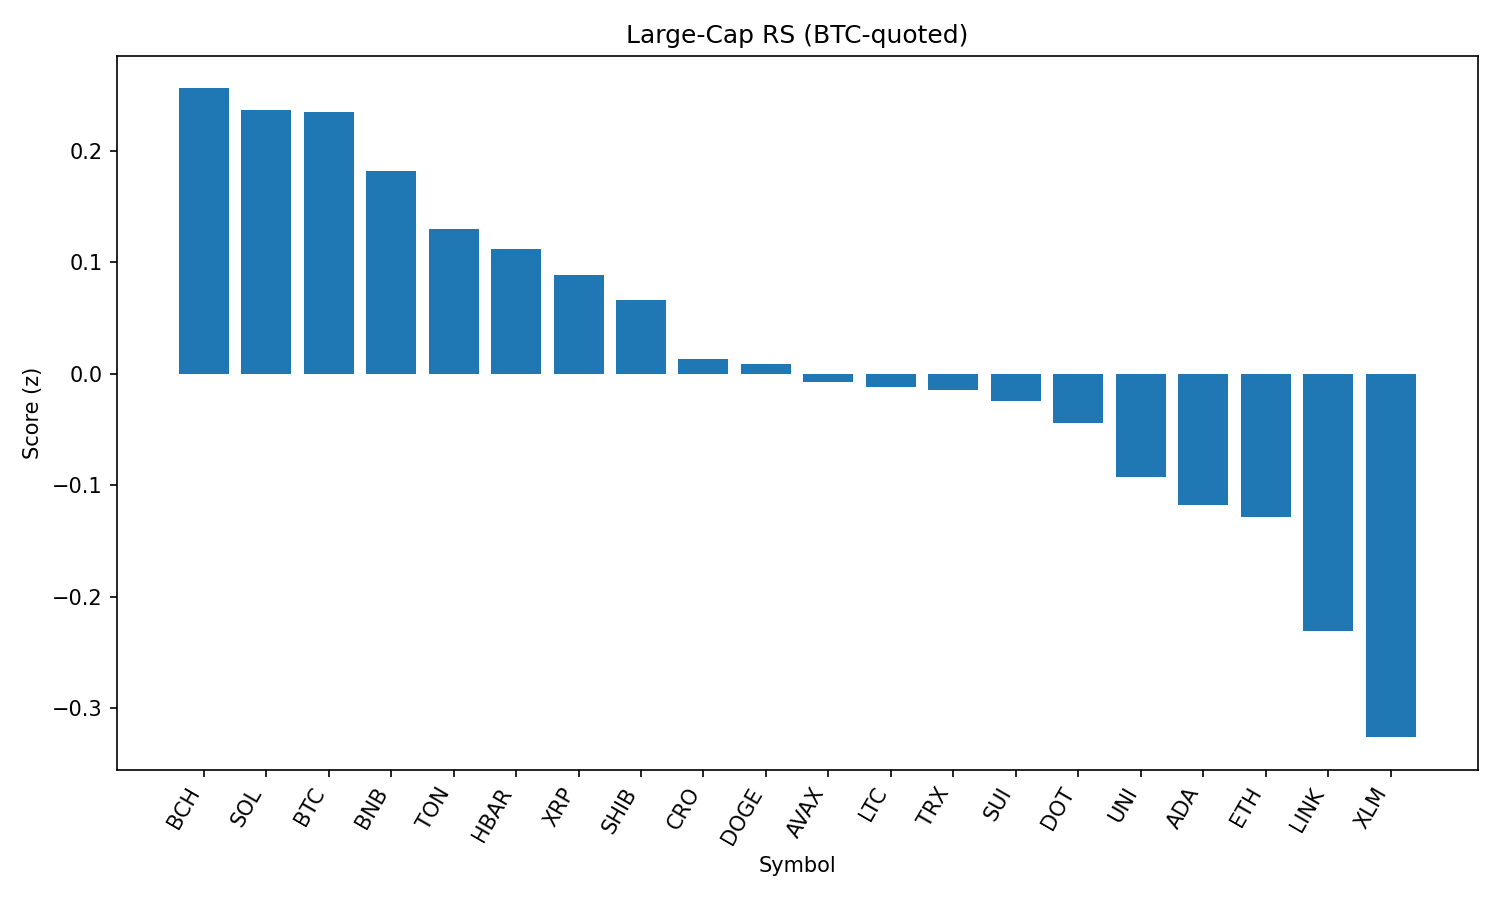 Large-Cap RS (BTC-quoted)
Score (z)
0.2
0.1
0.0
−0.1
−0.2
−0.3
BCH
SOL
BTC
BNB
TON
HBAR
XRP
SHIB
CRO
DOGE
AVAX
LTC
TRX
SUI
DOT
UNI
ADA
ETH
LINK
XLM
Symbol